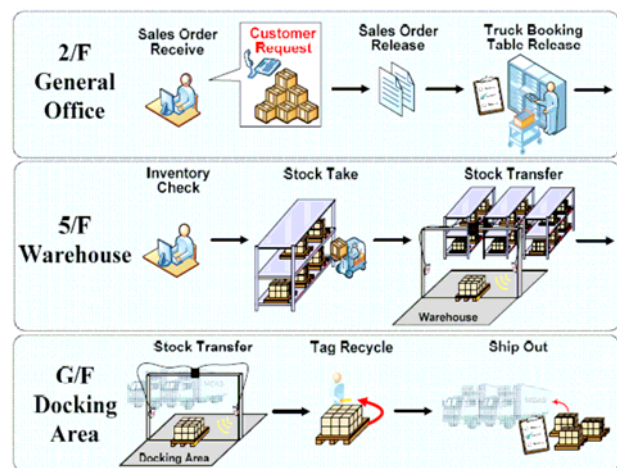 2/F
General
Office
Sales Order
Receive
Customer
Request
Sales Order
Release
Truck Booking
Table Release
5/F
Warehouse
Inventory
Check
Stock Take
Stock Transfer
Warehouse
G/F
Docking
Area
Stock Transfer
Docking Area
Tag Recycle
Ship Out